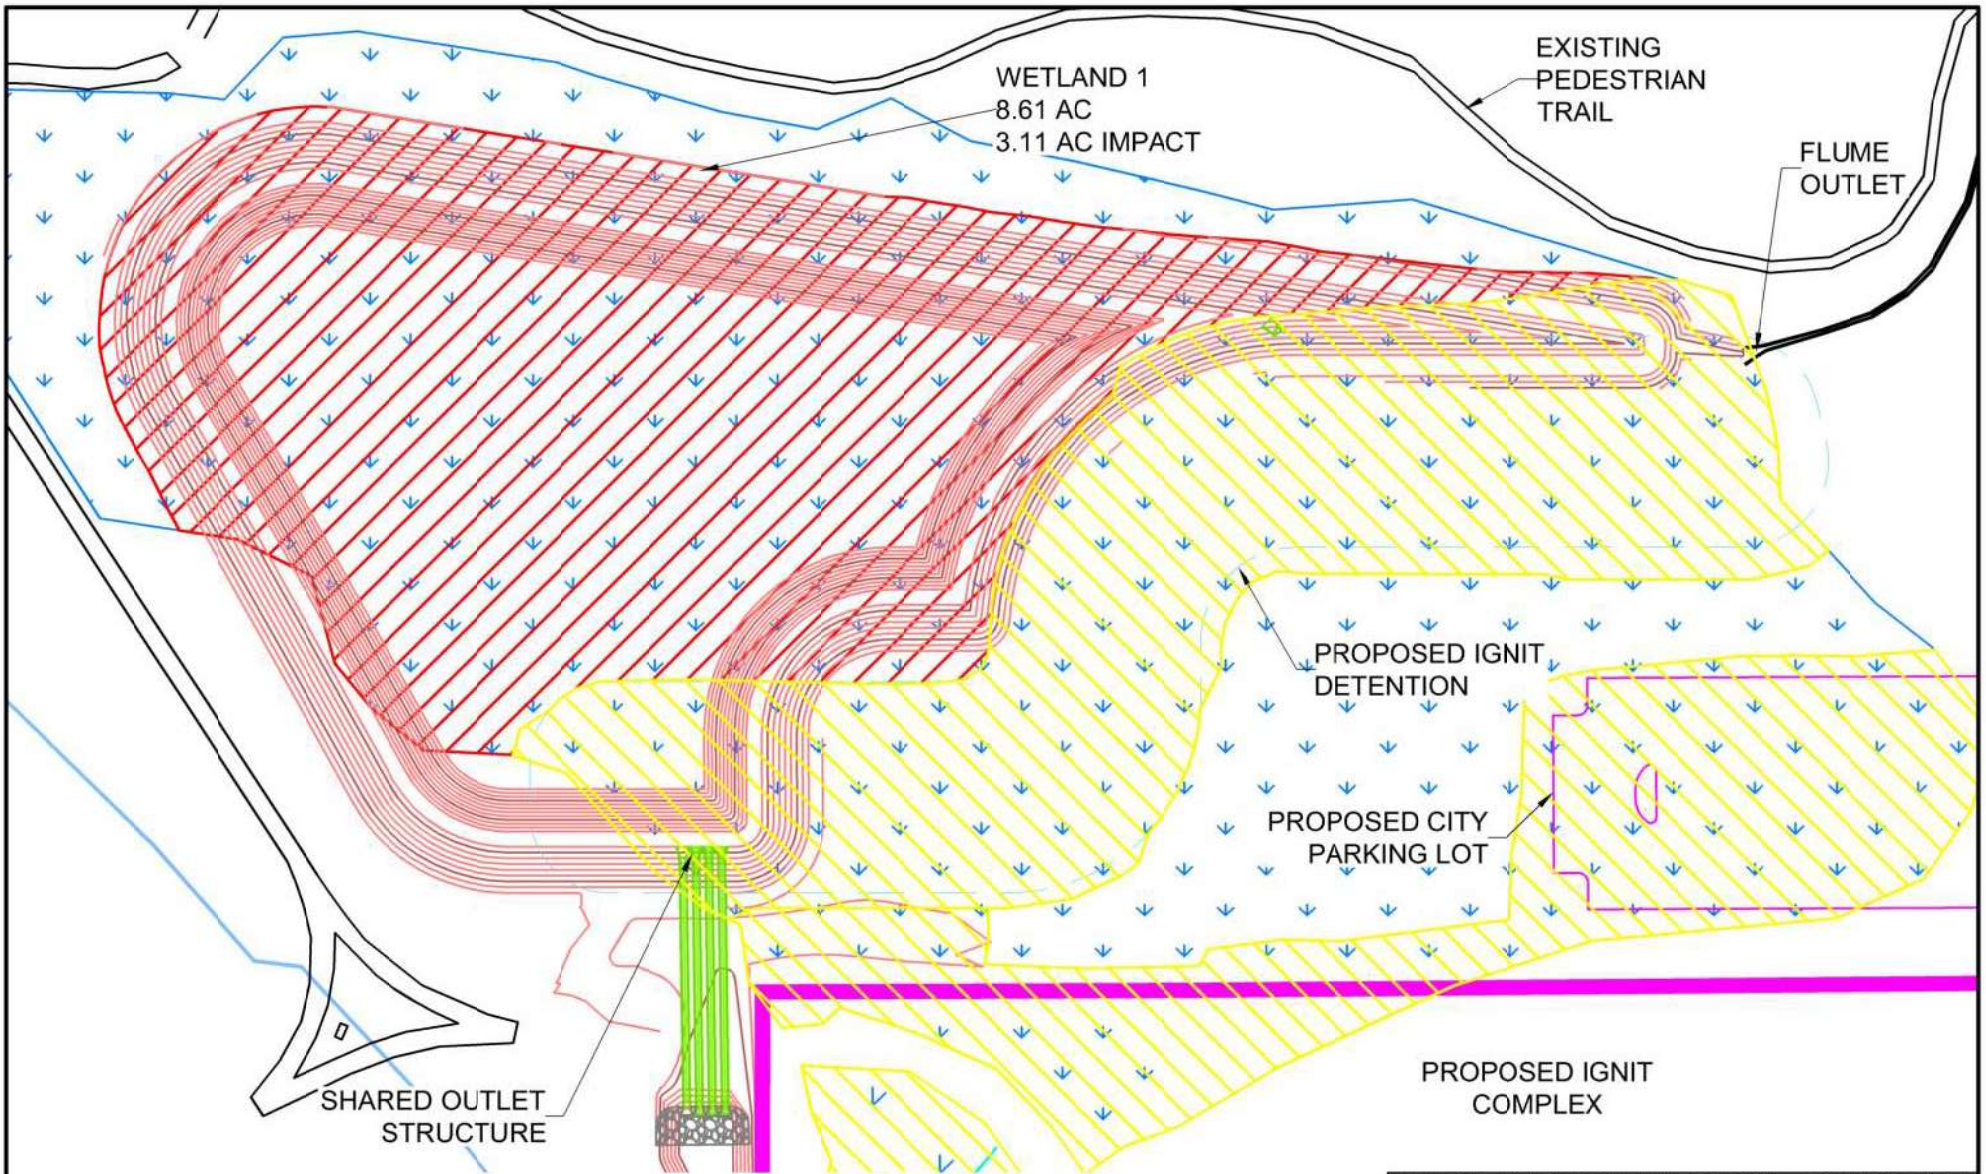 EXISTING
PEDESTRIAN
TRAIL
WETLAND 1
8.61 AC
3.11 AC IMPACT
FLUME
OUTLET
PROPOSED IGNIT
DETENTION
PROPOSED CITY
PARKING LOT
PROPOSED IGNIT
COMPLEX
SHARED OUTLET
STRUCTURE